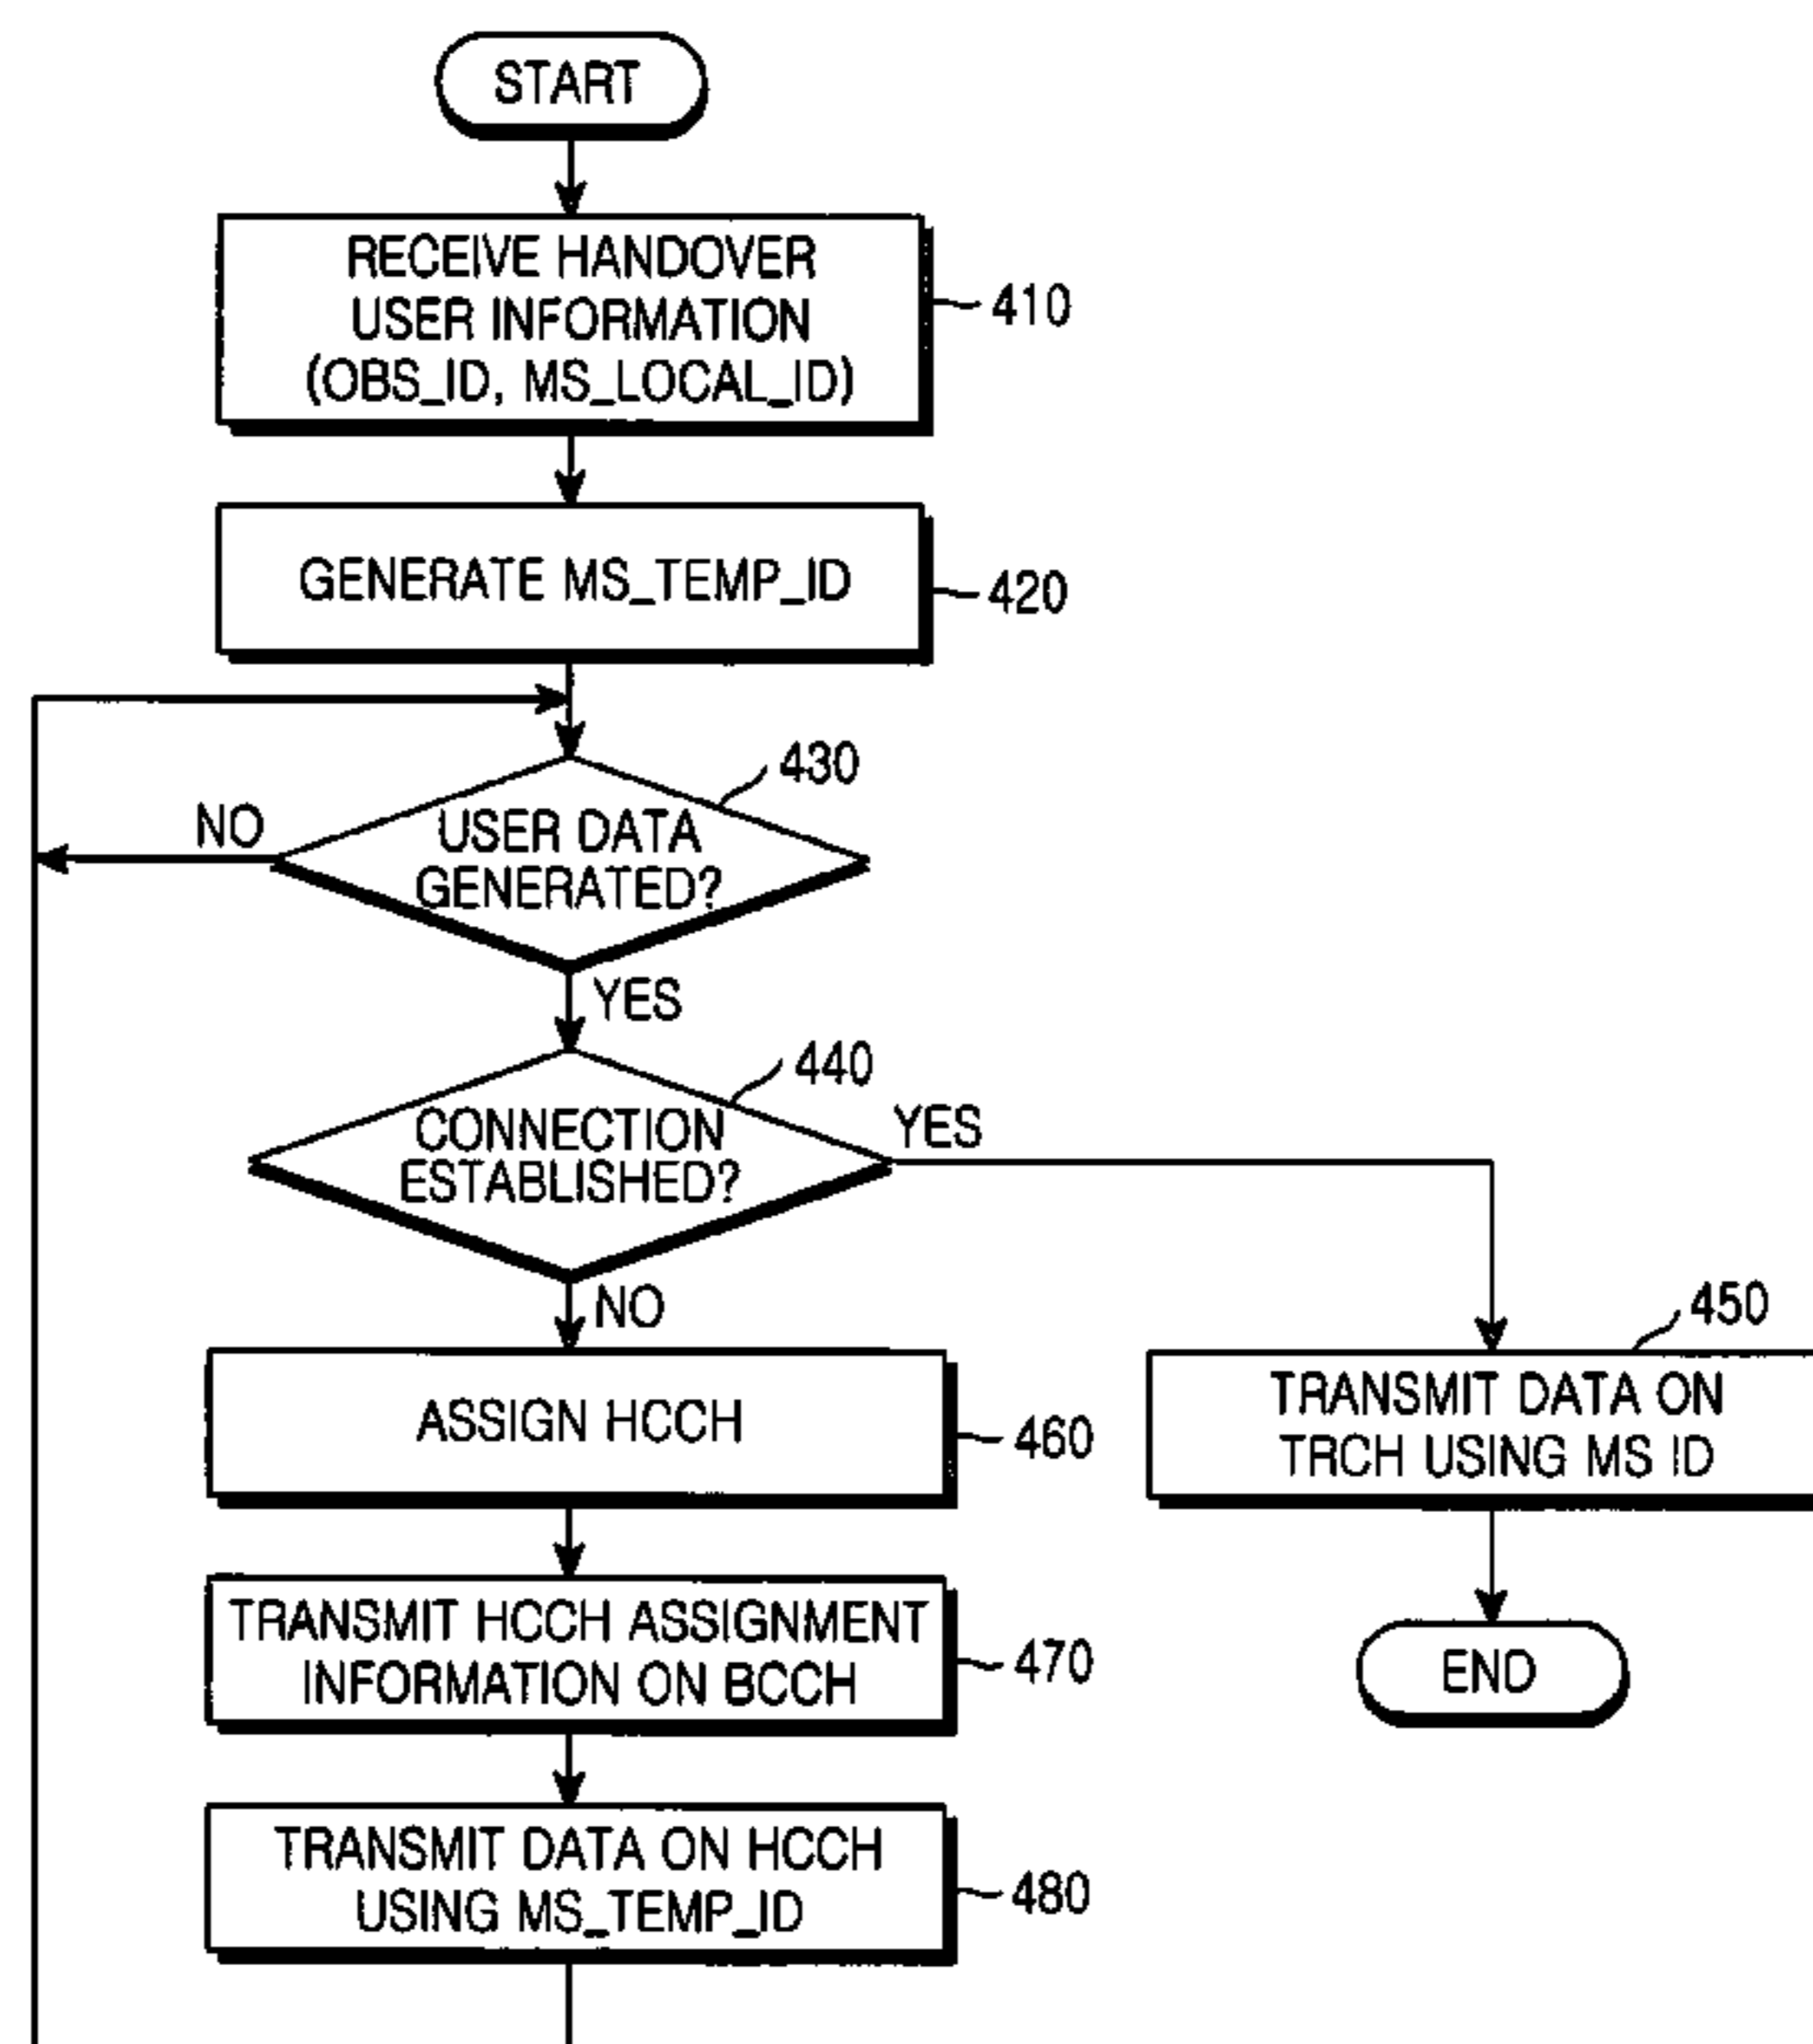 START
RECEIVE HANDOVER
USER INFORMATION
(OBS_ID, MS_LOCAL_ID)
410
GENERATE MS_TEMP_ID
420
430
NO
USER DATA
GENERATED?
YES
440
CONNECTION
ESTABLISHED?
YES
NO
450
ASSIGN HCCH
460
TRANSMIT DATA ON
TRCH USING MS ID
TRANSMIT HCCH ASSIGNMENT
INFORMATION ON BCCH
470
END
TRANSMIT DATA ON HCCH
USING MS_TEMP_ID
480